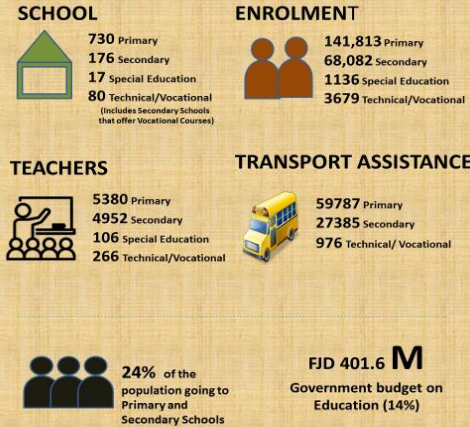 SCHOOL
730 Primary
176 Secondary
17 Special Education
80 Technical/Vocational
(Includes Secondary Schools
that offer Vocational Courses)
ENROLMENT
141,813 Primary
68,082 Secondary
1136 Special Education
3679 Technical/Vocational
TEACHERS
5380 Primary
4952 Secondary
106 Special Education
266 Technical/Vocational
TRANSPORT ASSISTANCE
59787 Primary
27385 Secondary
976 Technical/ Vocational
24% of the
population going to
Primary and
Secondary Schools
FJD 401.6 M
Government budget on
Education (14%)